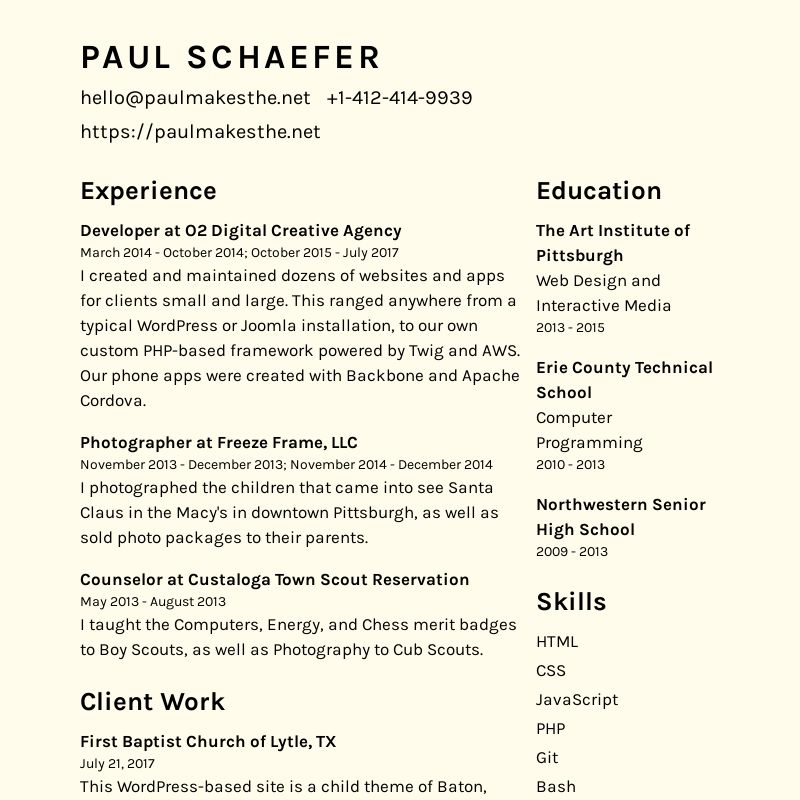 PAUL SCHAEFER
hello@paulmakesthe.net +1-412-414-9939
https://paulmakesthe.net
Experience
Developer at O2 Digital Creative Agency
March 2014 - October 2014; October 2015 - July 2017
I created and maintained dozens of websites and apps
for clients small and large. This ranged anywhere from a
typical WordPress or Joomla installation, to our own
custom PHP-based framework powered by Twig and AWS.
Our phone apps were created with Backbone and Apache
Cordova.
Photographer at Freeze Frame, LLC
November 2013 - December 2013; November 2014 - December 2014
I photographed the children that came into see Santa
Claus in the Macy's in downtown Pittsburgh, as well as
sold photo packages to their parents.
Counselor at Custaloga Town Scout Reservation
May 2013 - August 2013
I taught the Computers, Energy, and Chess merit badges
to Boy Scouts, as well as Photography to Cub Scouts.
Client Work
First Baptist Church of Lytle, TX
July 21, 2017
This WordPress-based site is a child theme of Baton,
Education
The Art Institute of
Pittsburgh
Web Design and
Interactive Media
2013 - 2015
Erie County Technical
School
Computer
Programming
2010 - 2013
Northwestern Senior
High School
2009 - 2013
Skills
HTML
CSS
JavaScript
PHP
Git
Bash